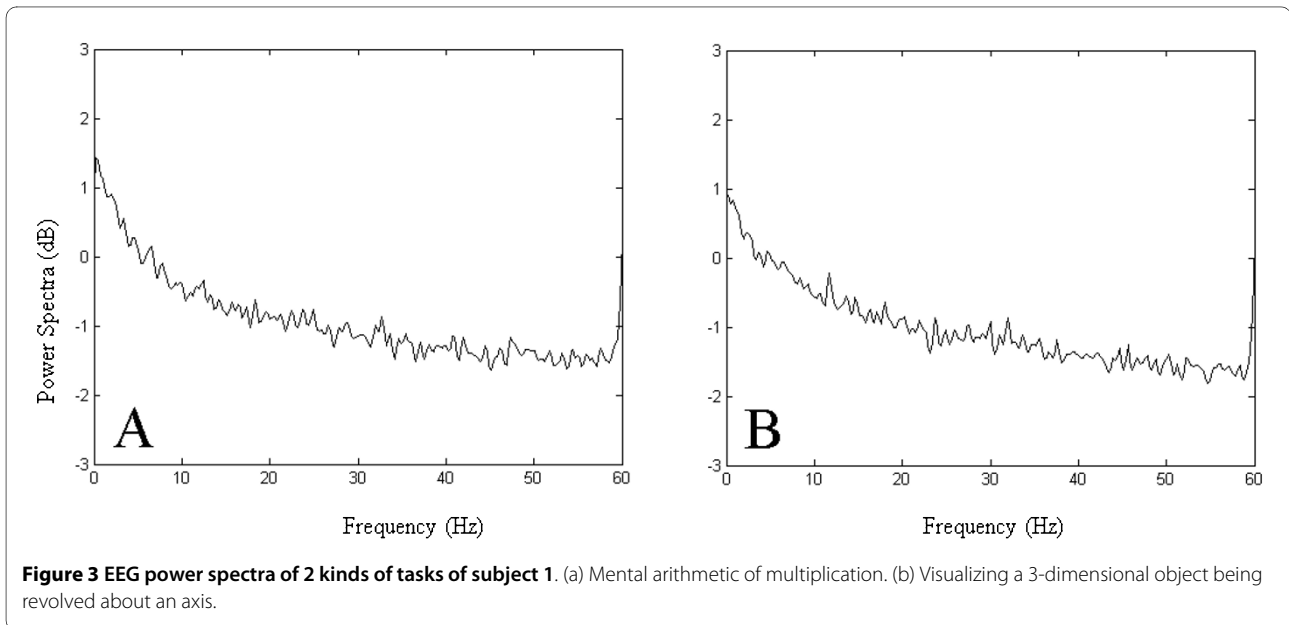 3
2
1
0
-1
-2
-3
Power Spectra (dB)
A
0 10 20 30 40 50 60
Frequency (Hz)
3
2
1
0
-1
-2
-3
B
0 10 20 30 40 50 60
Frequency (Hz)
Figure 3 EEG power spectra of 2 kinds of tasks of subject 1. (a) Mental arithmetic of multiplication. (b) Visualizing a 3-dimensional object being
revolved about an axis.